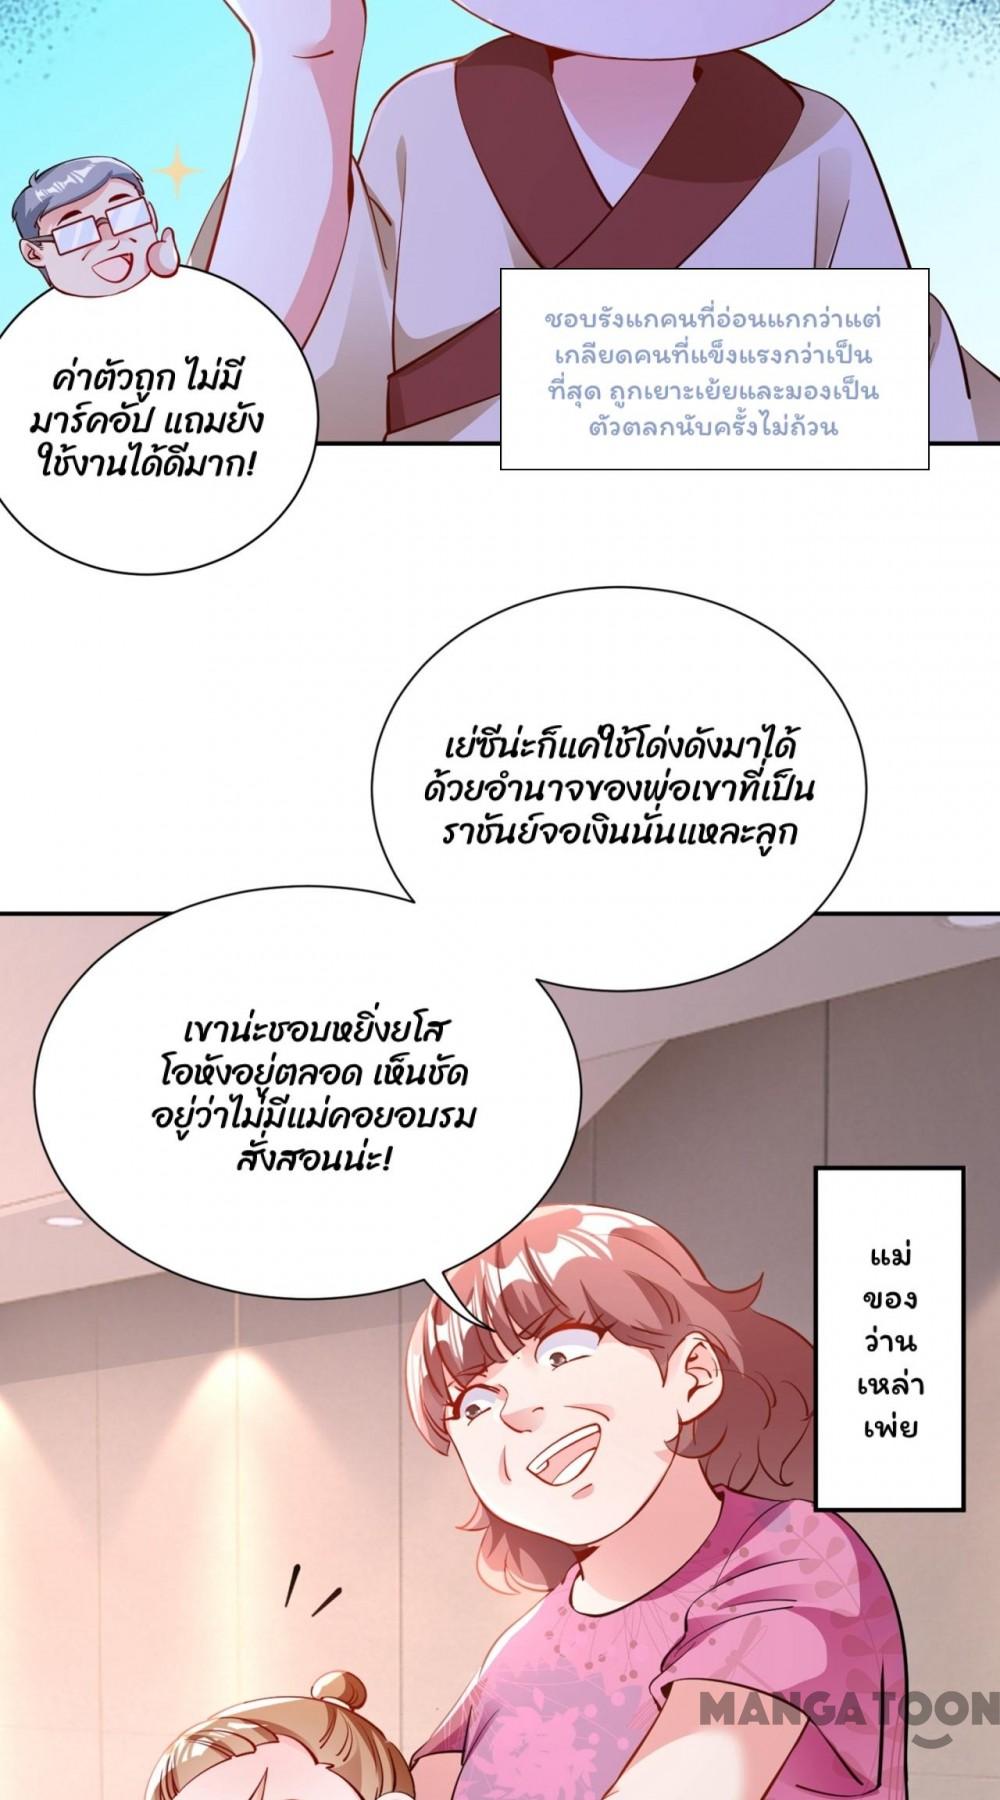 ชอบรังแกคนที่อ่อนแกกว่าแต่
เกลียดคนที่แข็งแรงกว่าเป็น
ที่สุด ถูกเยาะเย้ยและมองเป็น
ตัวตลกนับครั้งไม่ถ้วน
ค่าตัวถูก ไม่มี
มาร์คอัป แถมยัง
ใช้งานได้ดีมาก!
เย่ซีน่ะก็แค่ใช้โด่งดังมาได้
ด้วยอำนาจของพ่อเขาที่เป็น
ราชันย์จอเงินนั่นแหละลูก
เขาน่ะชอบหยิ่งยโส
โอหังอยู่ตลอด เห็นชัด
อยู่ว่าไม่มีแม่คอยอบรม
สั่งสอนน่ะ!
แม่
ของ
ว่าน
เหล่า
เพ่ย
MANGATOON